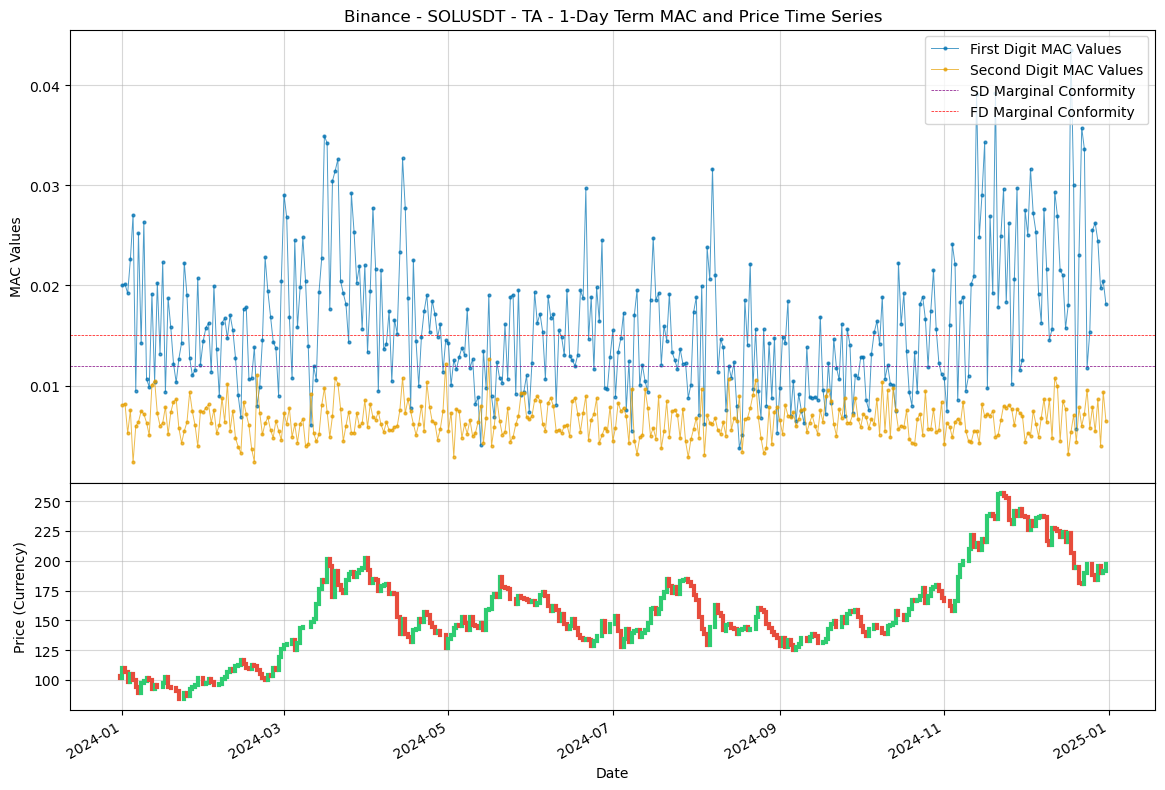 Binance - SOLUSDT - TA - 1-Day Term MAC and Price Time Series
First Digit MAC Values
Second Digit MAC Values
SD Marginal Conformity
FD Marginal Conformity
MAC Values
0.04
0.03
0.02
0.01
Price (Currency)
250
225
200
175
150
125
100
2024-01
2024-03
2024-05
2024-07
2024-09
2024-11
2025-01
Date